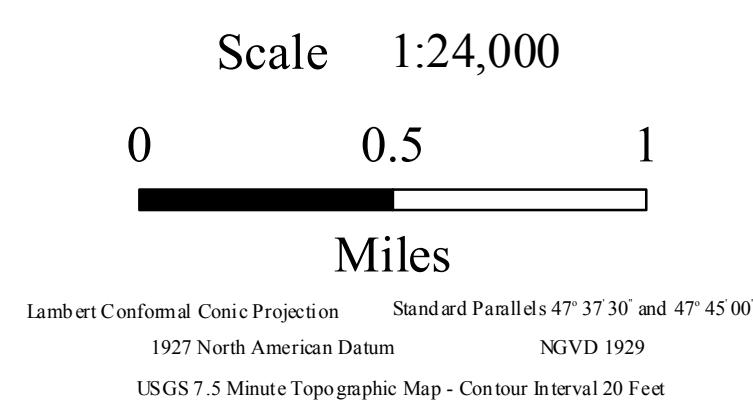 Scale 1:24,000
0 0.5 1
Miles
Lambert Conformal Conic Projection Standard Parallels 47° 37' 30" and 47° 45' 00"
1927 North American Datum NGVD 1929
USGS 7.5 Minute Topographic Map - Contour Interval 20 Feet